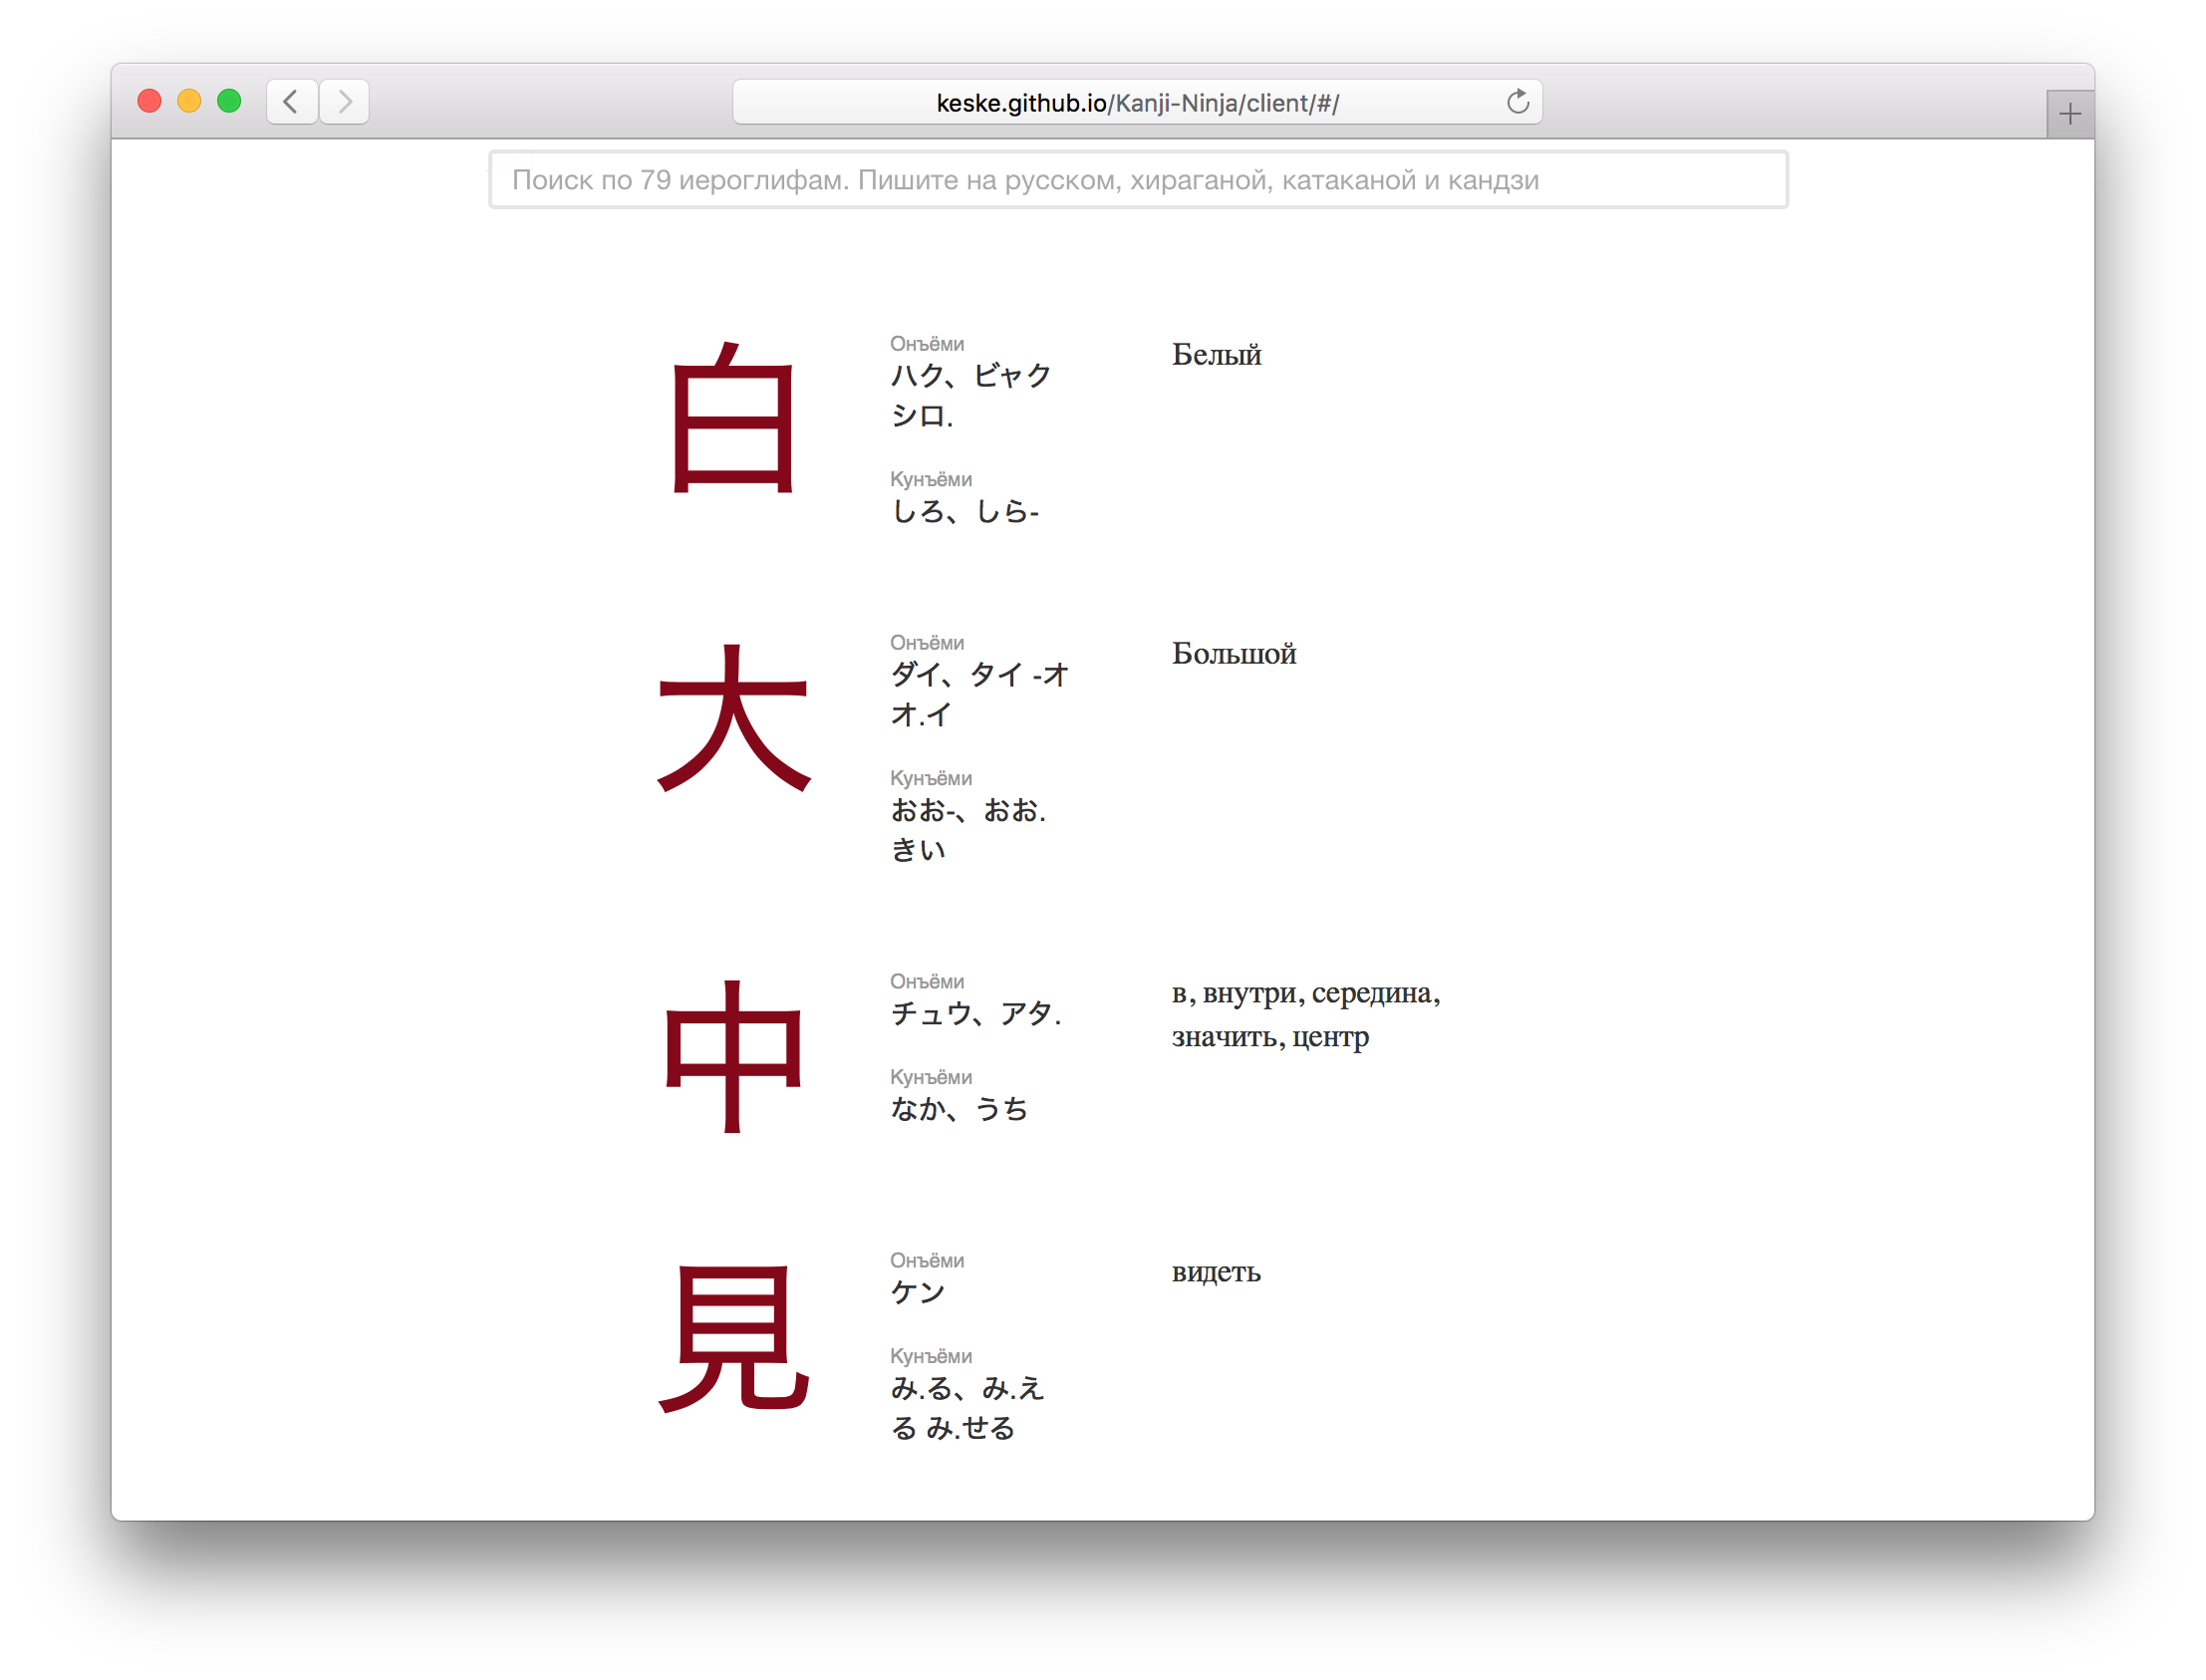 keske.github.io/Kanji-Ninja/client/#/
Поиск по 79 иероглифам. Пишите на русском, хираганой, катаканой и кандзи
白
Онъёми
ハク、ビャク
シロ.
Кунъёми
しろ、しら-
Белый
大
Онъёми
ダイ、タイ -オ
オ.イ
Кунъёми
おお-、おお.
きい
Большой
中
Онъёми
チュウ、アタ.
Кунъёми
なか、うち
в, внутри, середина,
значить, центр
見
Онъёми
ケン
Кунъёми
み.る、み.え
る み.せる
видеть